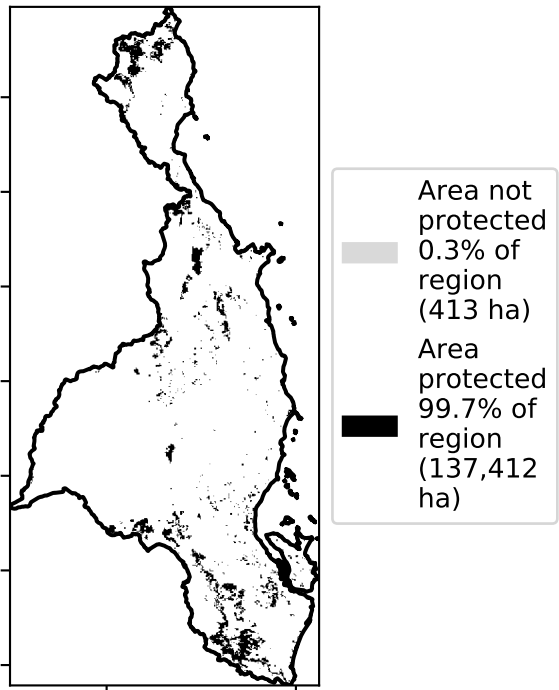 Area not
protected
0.3% of
region
(413 ha)
Area
protected
99.7% of
region
(137,412
ha)